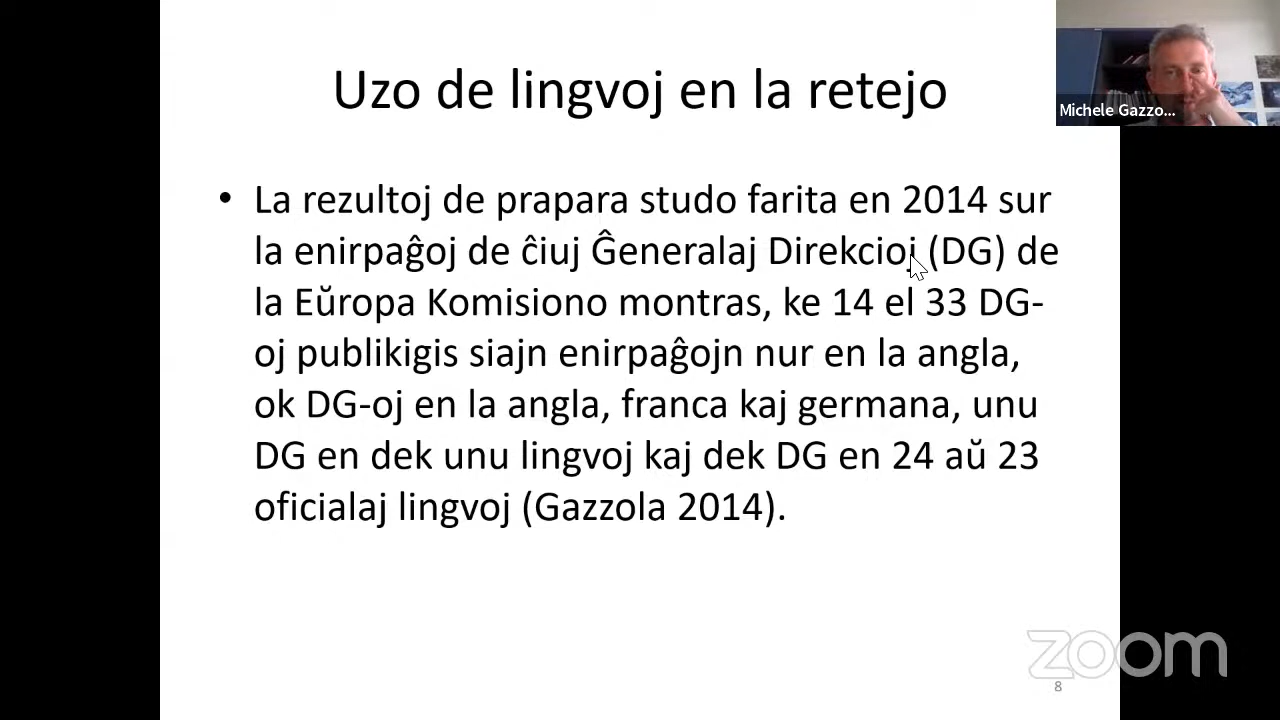 Uzo de lingvoj en la retejo
Michele Gazzo...
• La rezultoj de prapara studo farita en 2014 sur
la enirpaĝoj de ĉiuj Ĝeneralaj Direkcioj (DG) de
la Eŭropa Komisiono montras, ke 14 el 33 DG-
oj publikigis siajn enirpaĝojn nur en la angla,
ok DG-oj en la angla, franca kaj germana, unu
DG en dek unu lingvoj kaj dek DG en 24 aŭ 23
oficialaj lingvoj (Gazzola 2014).
zoom
8